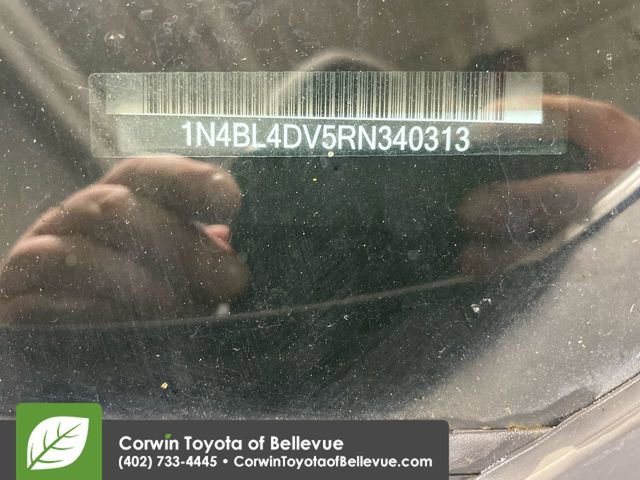 1N4BL4DV5RN340313
Corwin Toyota of Bellevue
(402) 733-4445 • CorwinToyotaofBellevue.com